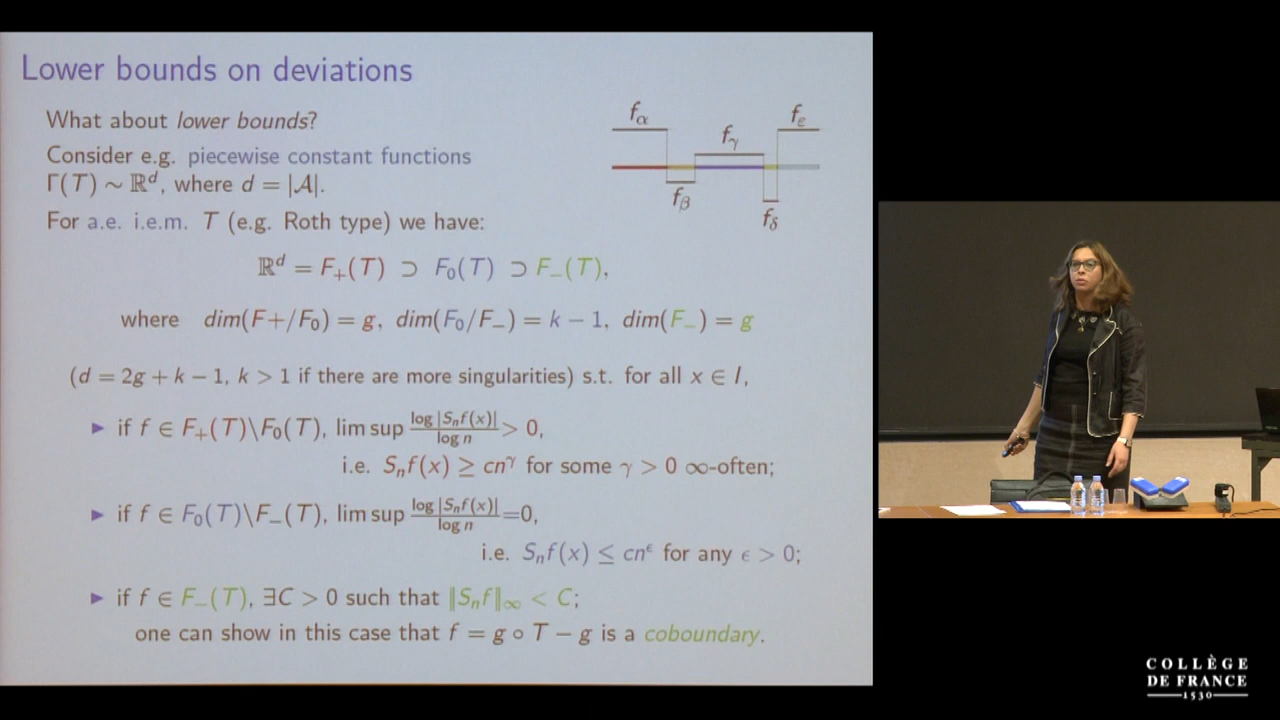 Lower bounds on deviations
What about lower bounds?
Consider e.g. piecewise constant functions
Γ(T) ∼ ℝᵈ, where d = |𝒜|.
For a.e. i.e.m. T (e.g. Roth type) we have:
f_α
f_β
f_γ
f_δ
f_ε
ℝᵈ = F₊(T) ⊃ F₀(T) ⊃ F₋(T),
where dim(F+/F₀) = g, dim(F₀/F₋) = k − 1, dim(F₋) = g
(d = 2g + k − 1, k > 1 if there are more singularities) s.t. for all x ∈ I,
▶ if f ∈ F₊(T)\F₀(T), lim sup log |Sₙf(x)| / log n > 0,
i.e. Sₙf(x) ≥ cn^γ for some γ > 0 ∞-often;
▶ if f ∈ F₀(T)\F₋(T), lim sup log |Sₙf(x)| / log n =0,
i.e. Sₙf(x) ≤ cn^ϵ for any ϵ > 0;
▶ if f ∈ F₋(T), ∃C > 0 such that ‖Sₙf‖∞ < C;
one can show in this case that f = g ∘ T − g is a coboundary.
COLLÈGE
DE FRANCE
1530